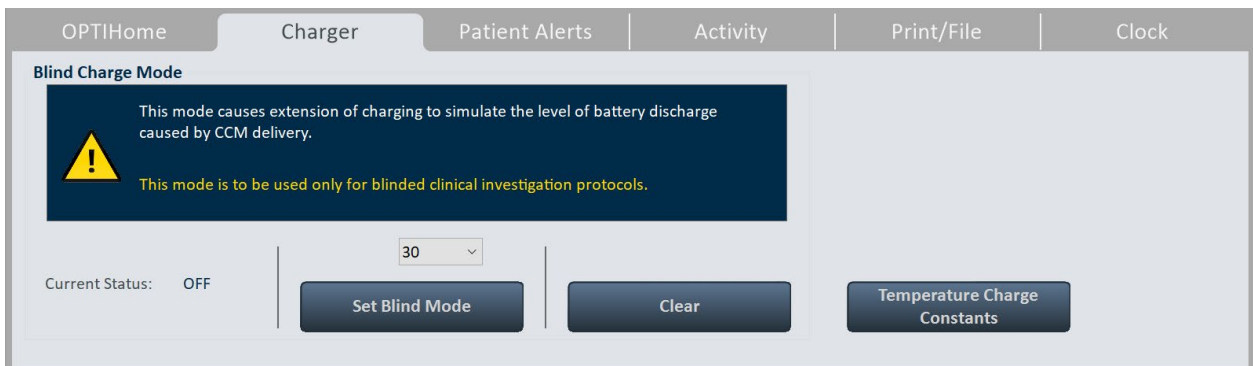 OPTIHome
Charger
Patient Alerts
Activity
Print/File
Clock
Blind Charge Mode
This mode causes extension of charging to simulate the level of battery discharge
caused by CCM delivery.
This mode is to be used only for blinded clinical investigation protocols.
30
Current Status: OFF
Set Blind Mode
Clear
Temperature Charge
Constants